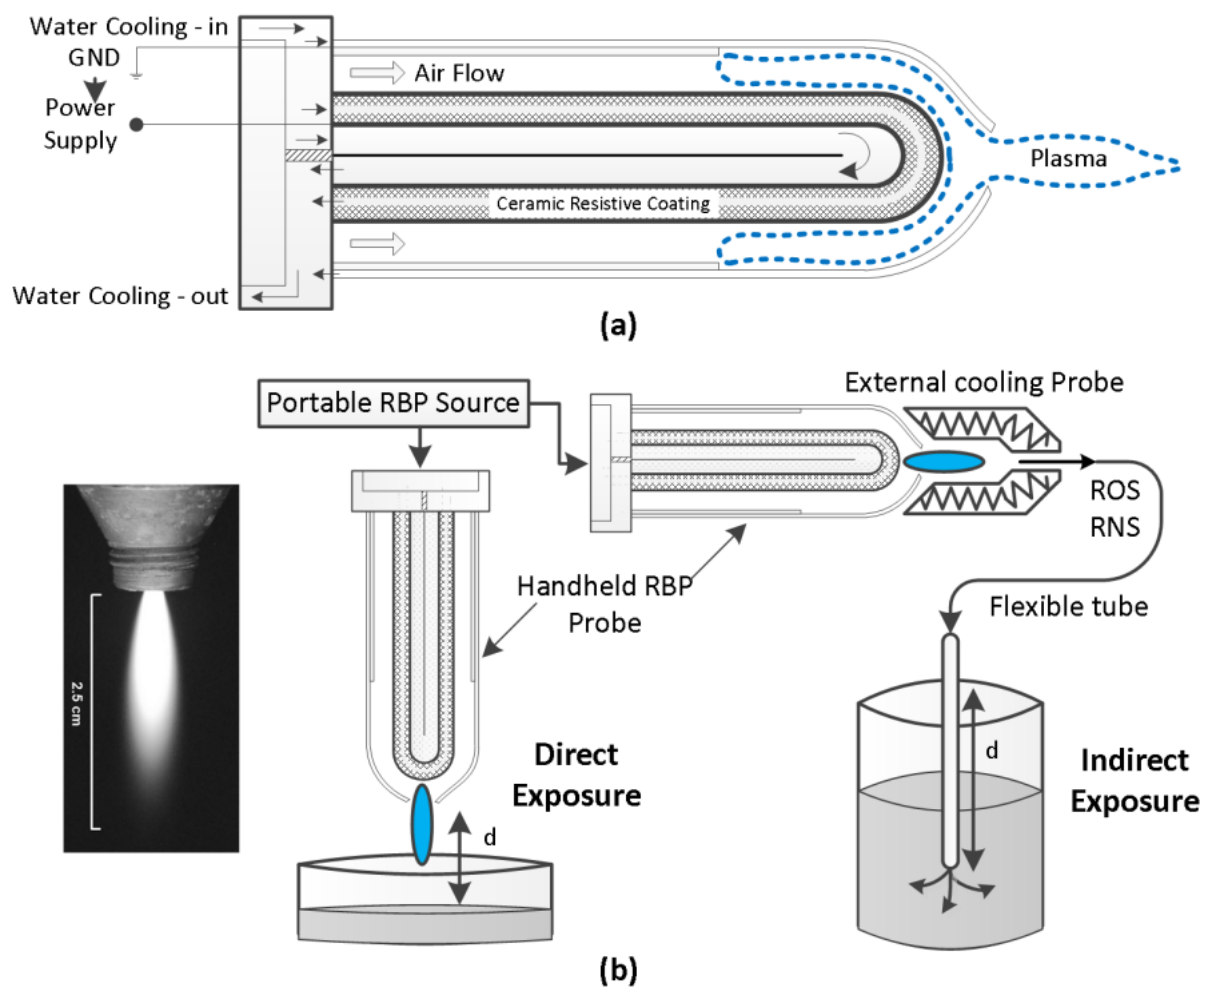 Water Cooling - in
GND
Power
Supply
Air Flow
Plasma
Ceramic Resistive Coating
Water Cooling - out
(a)
Portable RBP Source
External cooling Probe
ROS
RNS
Handheld RBP
Probe
Flexible tube
2.5 cm
Direct
Exposure
d
d
Indirect
Exposure
(b)